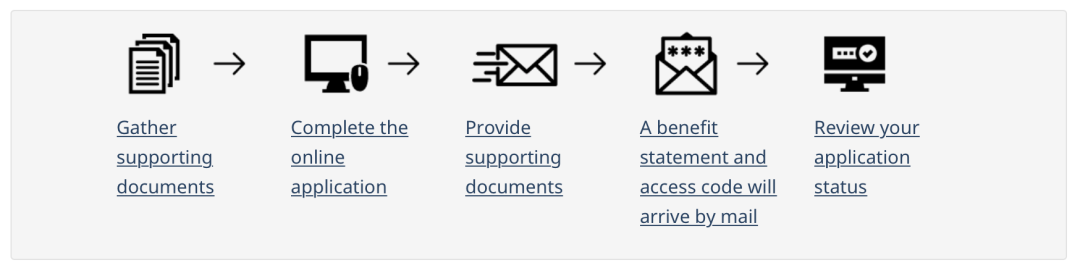 Gather
supporting
documents
Complete the
online
application
Provide
supporting
documents
***
A benefit
statement and
access code will
arrive by mail
Review your
application
status